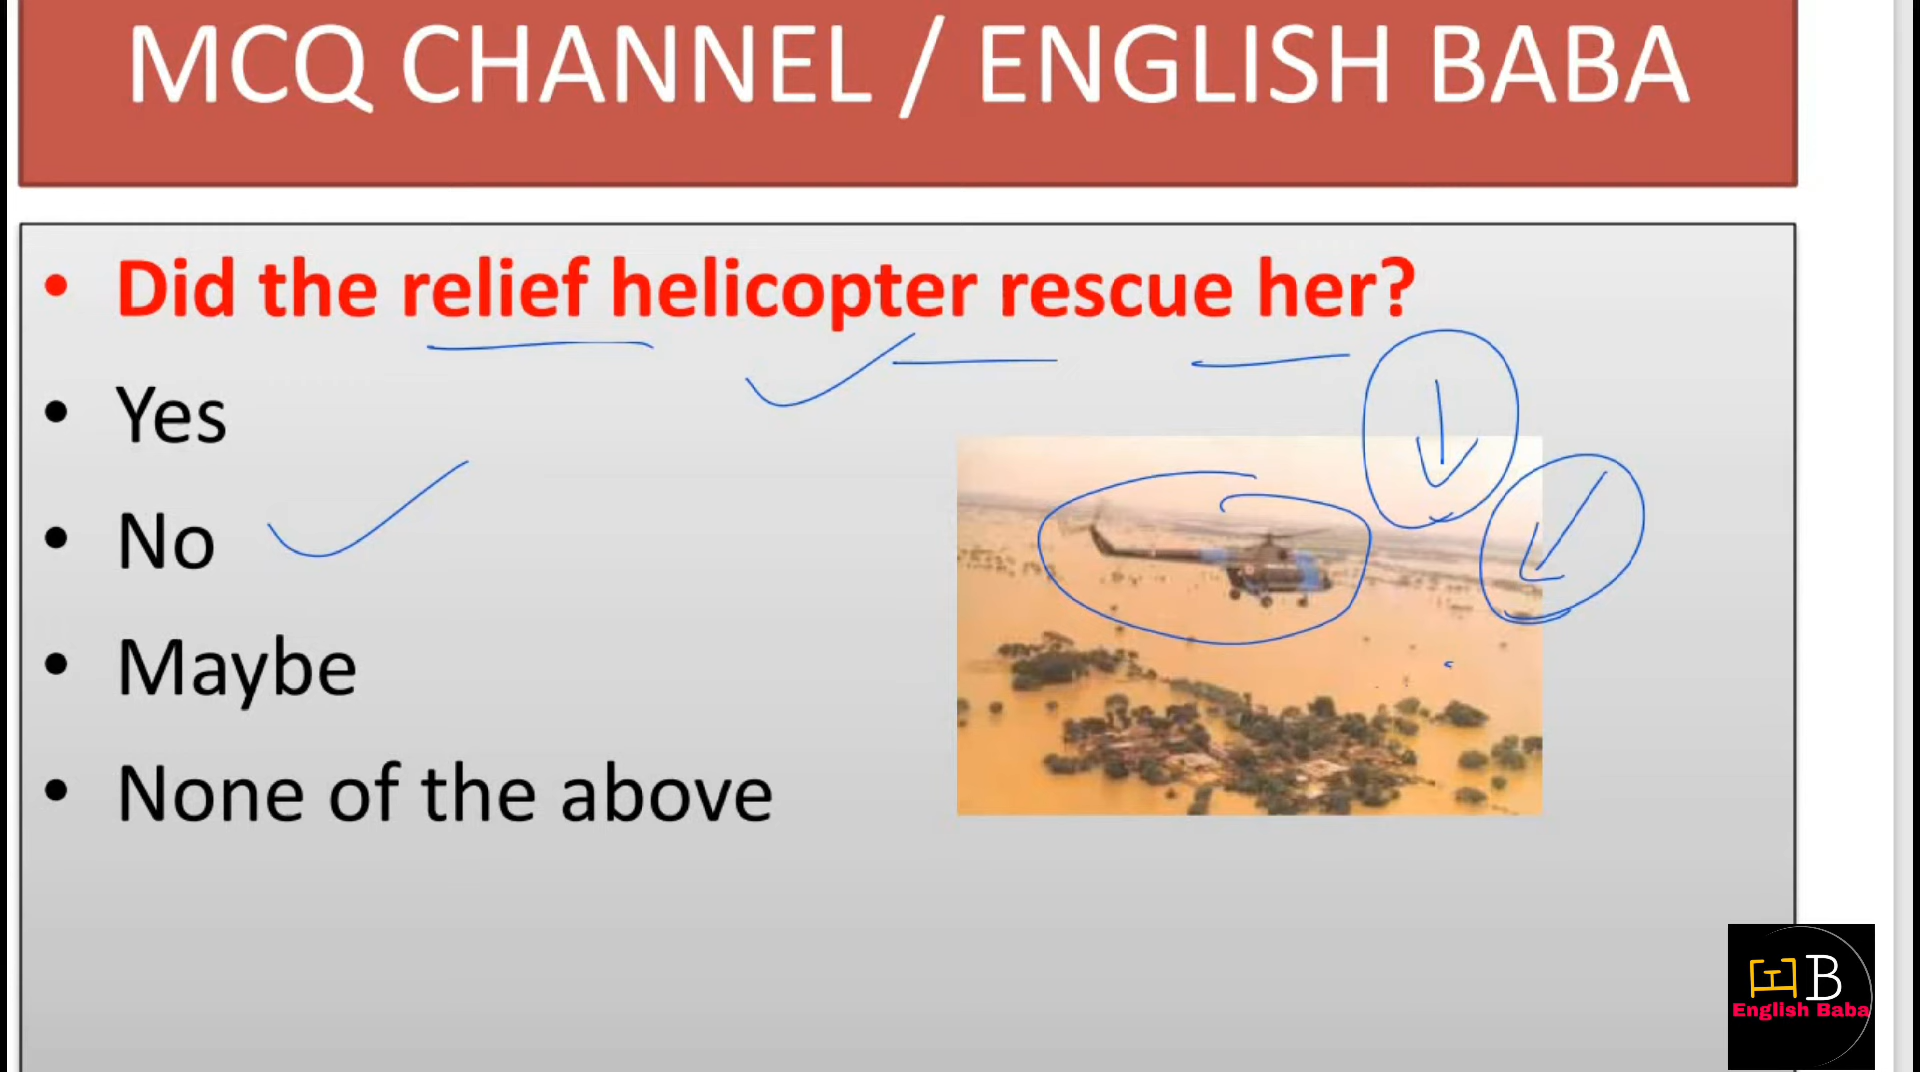 MCQ CHANNEL / ENGLISH BABA
• Did the relief helicopter rescue her?
• Yes
• No
• Maybe
• None of the above
EB
English Baba